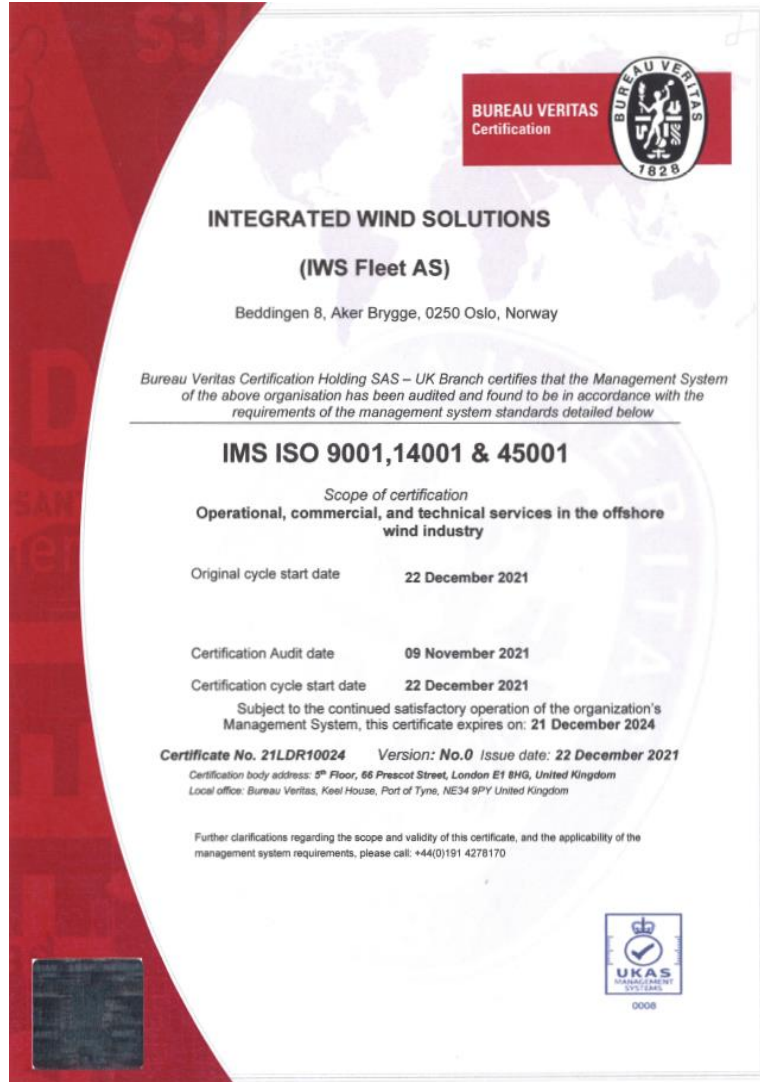 BUREAU VERITAS
Certification
BUREAU VERITAS
1828
INTEGRATED WIND SOLUTIONS
(IWS Fleet AS)
Beddingen 8, Aker Brygge, 0250 Oslo, Norway
Bureau Veritas Certification Holding SAS – UK Branch certifies that the Management System
of the above organisation has been audited and found to be in accordance with the
requirements of the management system standards detailed below
IMS ISO 9001,14001 & 45001
Scope of certification
Operational, commercial, and technical services in the offshore
wind industry
Original cycle start date 22 December 2021
Certification Audit date 09 November 2021
Certification cycle start date 22 December 2021
Subject to the continued satisfactory operation of the organization's
Management System, this certificate expires on: 21 December 2024
Certificate No. 21LDR10024 Version: No.0 Issue date: 22 December 2021
Certification body address: 5th Floor, 66 Prescot Street, London E1 8HG, United Kingdom
Local office: Bureau Veritas, Keel House, Port of Tyne, NE34 9PY United Kingdom
Further clarifications regarding the scope and validity of this certificate, and the applicability of the
management system requirements, please call: +44(0)191 4278170
UKAS
MANAGEMENT
SYSTEMS
0008